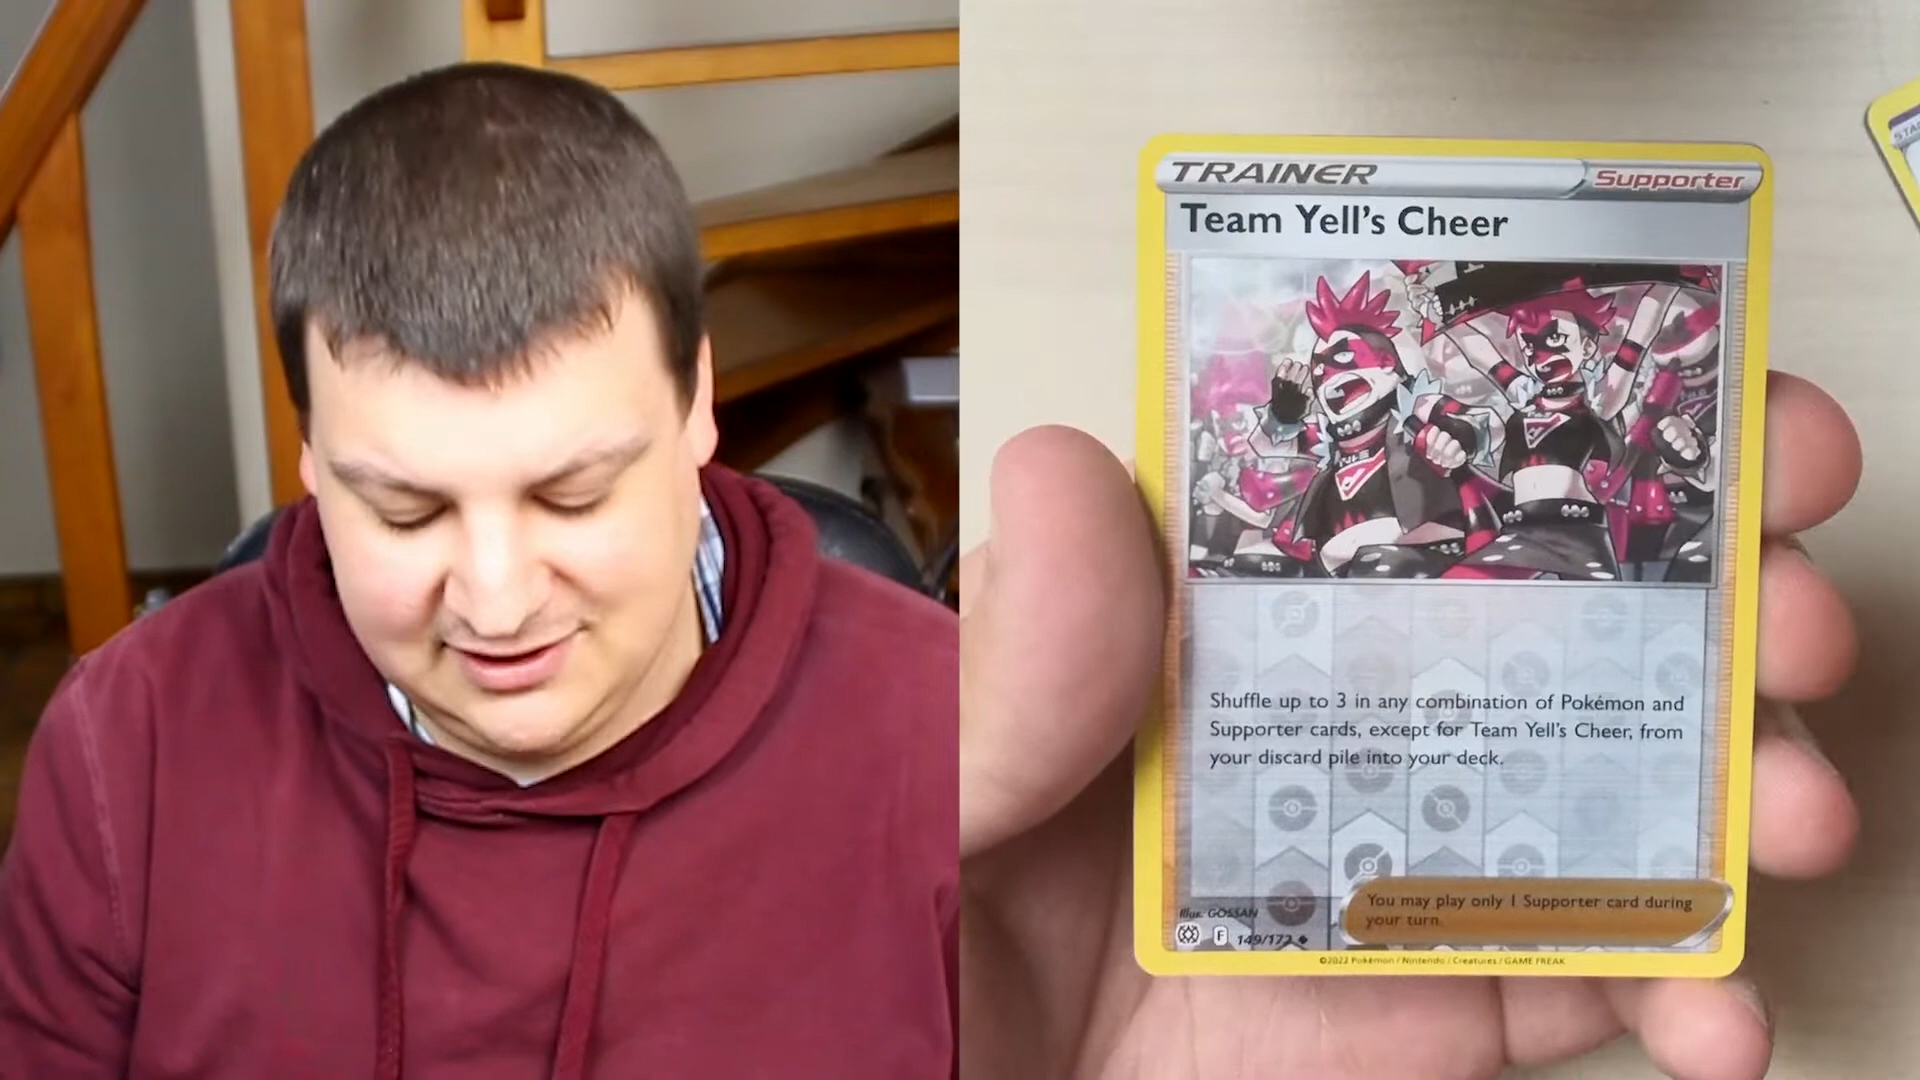 TRAINER
Supporter
Team Yell's Cheer
Shuffle up to 3 in any combination of Pokémon and
Supporter cards, except for Team Yell's Cheer, from
your discard pile into your deck.
You may play only 1 Supporter card during
your turn.
Illus. GOSSAN
F
149/172
©2022 Pokémon / Nintendo / Creatures / GAME FREAK